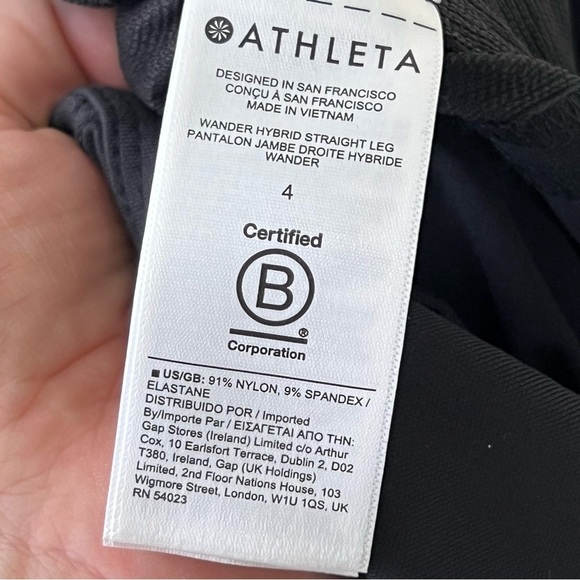 ATHLETA
DESIGNED IN SAN FRANCISCO
CONÇU À SAN FRANCISCO
MADE IN VIETNAM
WANDER HYBRID STRAIGHT LEG
PANTALON JAMBE DROITE HYBRIDE
WANDER
4
Certified
B
®
Corporation
■ US/GB: 91% NYLON, 9% SPANDEX /
ELASTANE
DISTRIBUIDO POR / Imported
By/Importe Par / ΕΙΣΑΓΕΤΑΙ ΑΠΟ ΤΗΝ:
Gap Stores (Ireland) Limited c/o Arthur
Cox, 10 Earlsfort Terrace, Dublin 2, D02
T380, Ireland, Gap (UK Holdings)
Limited, 2nd Floor Nations House, 103
Wigmore Street, London, W1U 1QS, UK
RN 54023